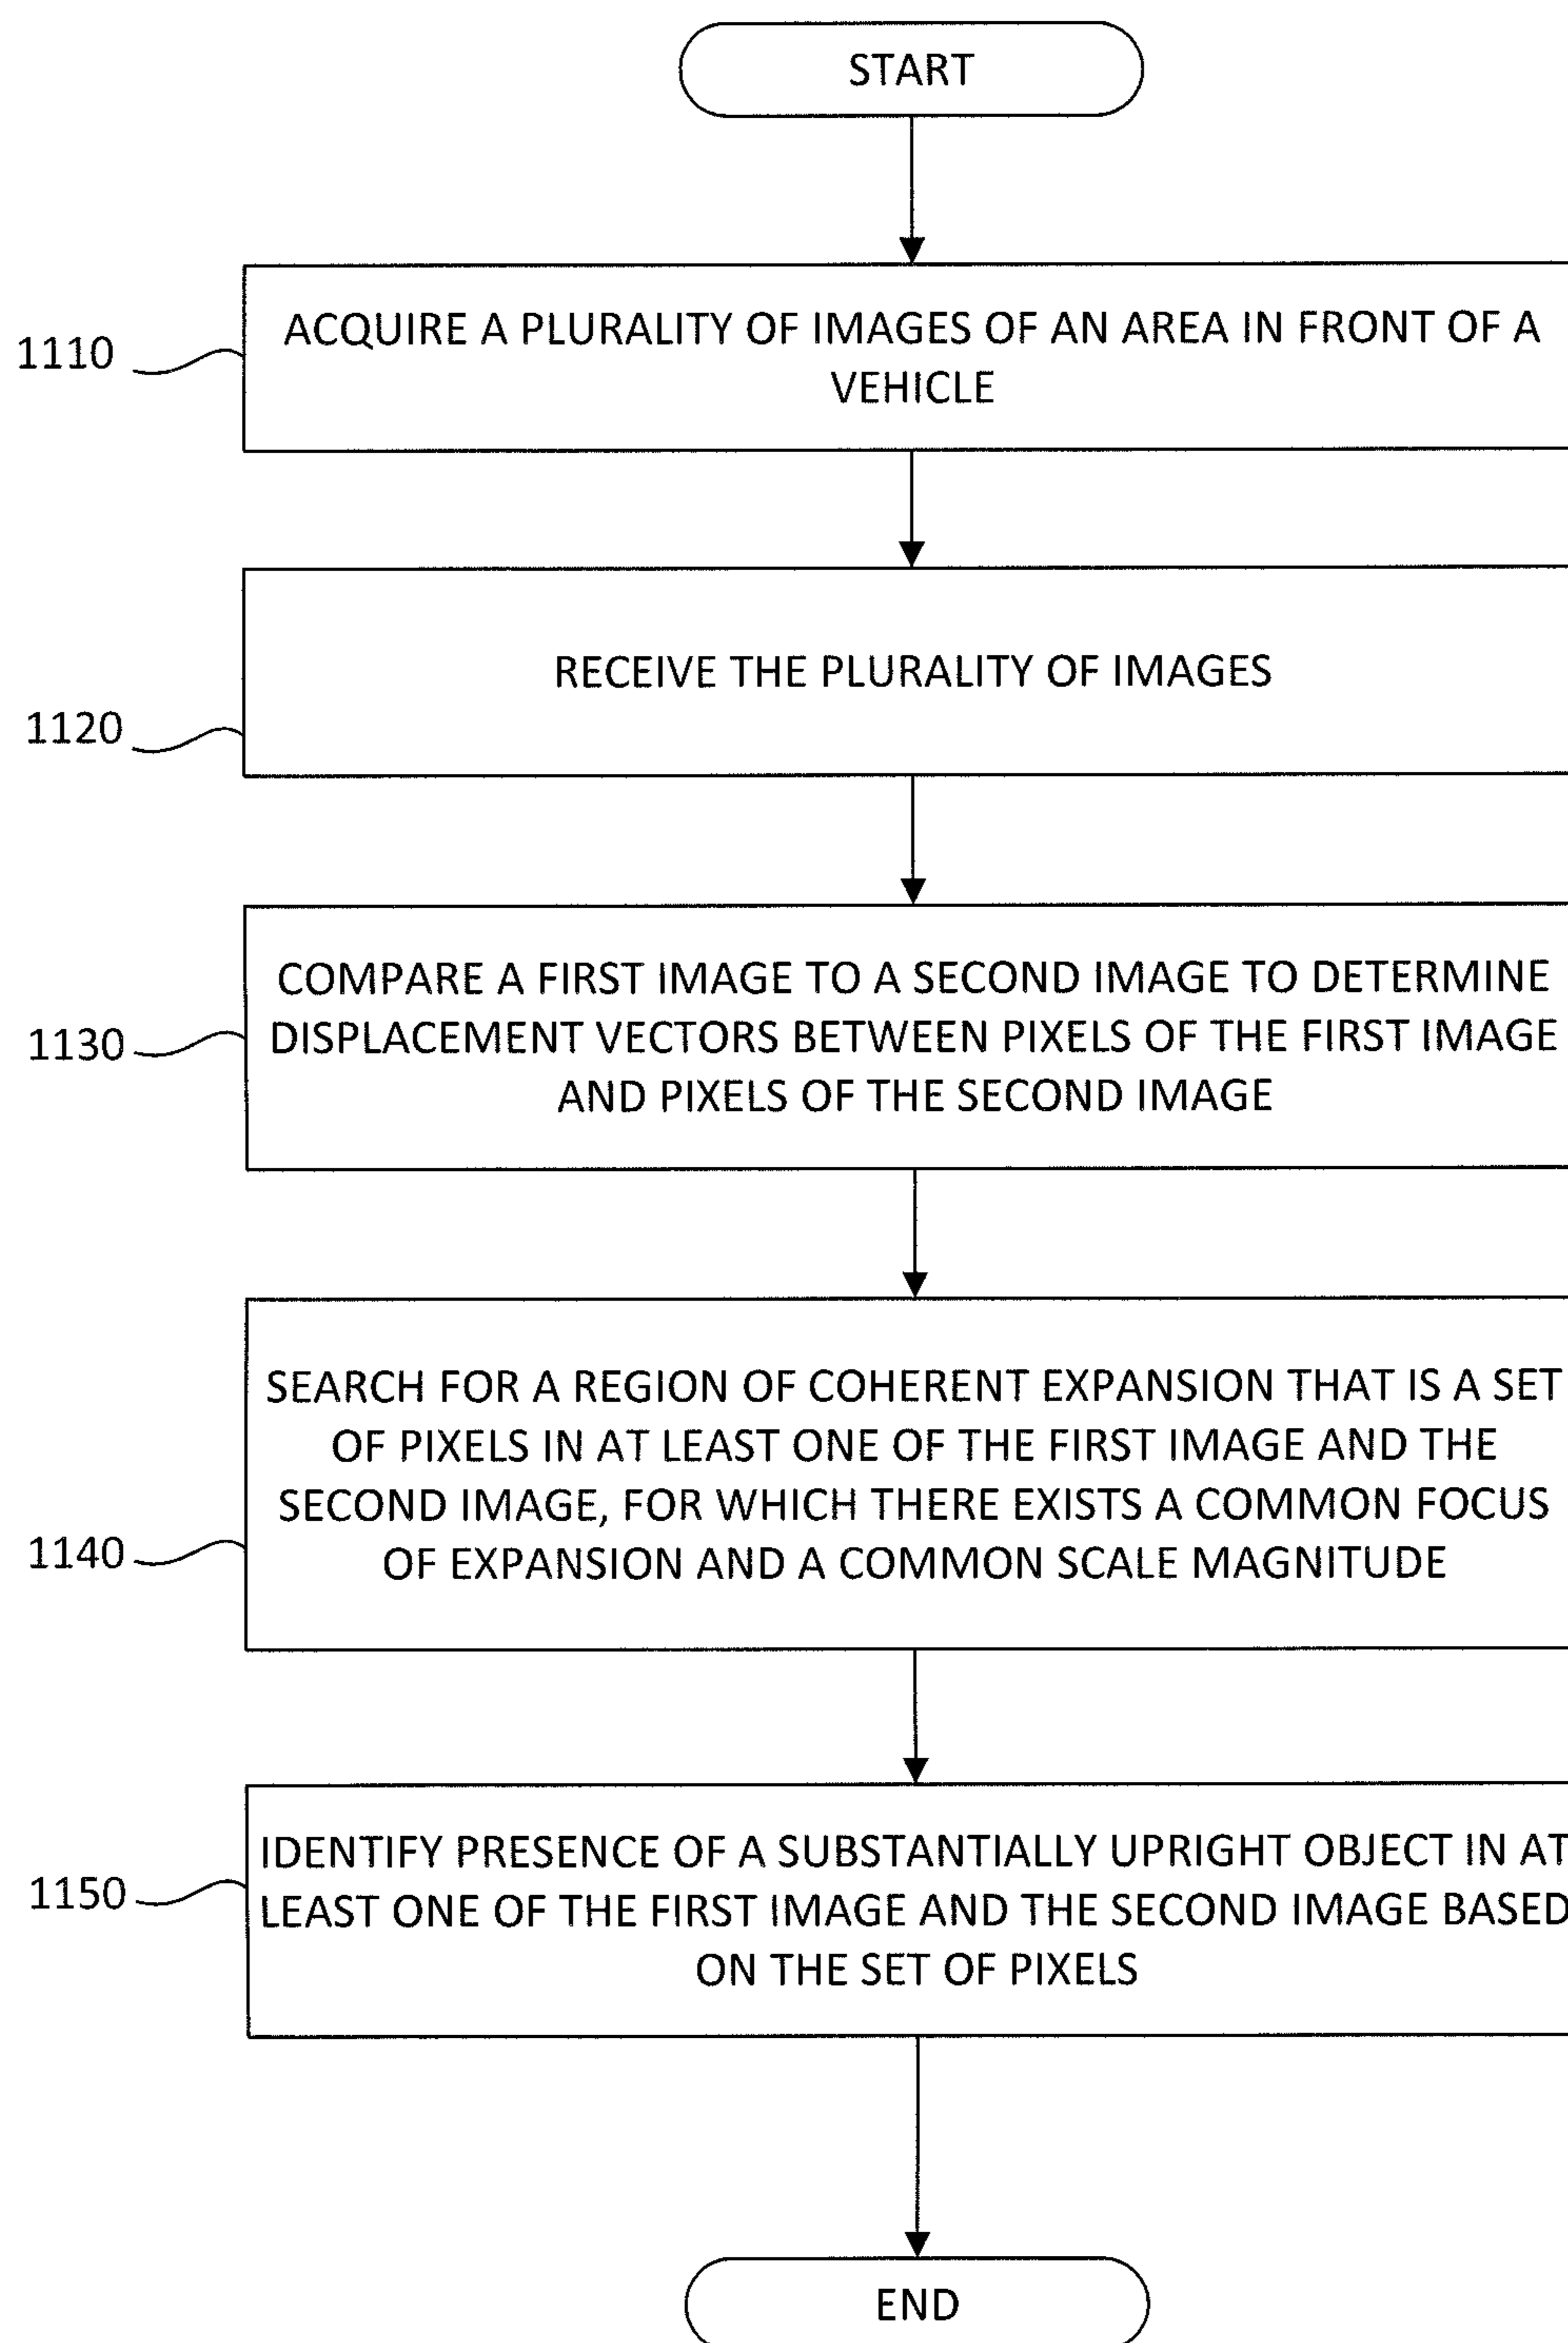 START
1110
ACQUIRE A PLURALITY OF IMAGES OF AN AREA IN FRONT OF A
VEHICLE
1120
RECEIVE THE PLURALITY OF IMAGES
1130
COMPARE A FIRST IMAGE TO A SECOND IMAGE TO DETERMINE
DISPLACEMENT VECTORS BETWEEN PIXELS OF THE FIRST IMAGE
AND PIXELS OF THE SECOND IMAGE
1140
SEARCH FOR A REGION OF COHERENT EXPANSION THAT IS A SET
OF PIXELS IN AT LEAST ONE OF THE FIRST IMAGE AND THE
SECOND IMAGE, FOR WHICH THERE EXISTS A COMMON FOCUS
OF EXPANSION AND A COMMON SCALE MAGNITUDE
1150
IDENTIFY PRESENCE OF A SUBSTANTIALLY UPRIGHT OBJECT IN AT
LEAST ONE OF THE FIRST IMAGE AND THE SECOND IMAGE BASED
ON THE SET OF PIXELS
END